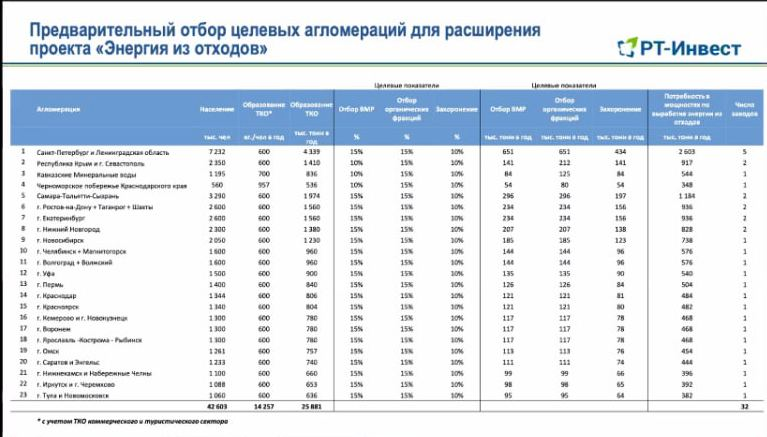 Предварительный отбор целевых агломераций для расширения
проекта «Энергия из отходов»
РТ-Инвест
Целевые показатели Целевые показатели
Агломерация Население Образование ТКО* Образование ТКО Отбор ВМР Отбор органических фракций Захоронение Отбор ВМР Отбор органических фракций Захоронение Потребность в мощностях по выработке энергии из отходов Число заводов
тыс. чел кг./чел в год тыс. тонн в год % % % тыс. тонн в год тыс. тонн в год тыс. тонн в год тыс. тонн в год
1 Санкт-Петербург и Ленинградская область 7 232 600 4 339 15% 15% 10% 651 651 434 2 603 5
2 Республика Крым и г. Севастополь 2 350 600 1 410 15% 15% 10% 141 212 141 917 2
3 Кавказские Минеральные воды 1 195 700 836 15% 15% 10% 84 125 84 544 1
4 Черноморское побережье Краснодарского края 560 957 536 15% 15% 10% 54 80 54 348 1
5 Самара-Тольятти-Сызрань 3 290 600 1 974 15% 15% 10% 296 296 197 1 184 2
6 г. Ростов-на-Дону + Таганрог + Шахты 2 600 600 1 560 15% 15% 10% 234 234 156 936 2
7 г. Екатеринбург 2 600 600 1 560 15% 15% 10% 234 234 156 936 2
8 г. Нижний Новгород 2 300 600 1 380 15% 15% 10% 207 207 138 828 2
9 г. Новосибирск 2 050 600 1 230 15% 15% 10% 185 185 123 738 1
10 г. Челябинск + Магнитогорск 1 600 600 960 15% 15% 10% 144 144 96 576 1
11 г. Волгоград + Волжский 1 600 600 960 15% 15% 10% 144 144 96 576 1
12 г. Уфа 1 500 600 900 15% 15% 10% 135 135 90 540 1
13 г. Пермь 1 400 600 840 15% 15% 10% 126 126 84 504 1
14 г. Краснодар 1 344 600 806 15% 15% 10% 121 121 81 484 1
15 г. Красноярск 1 340 600 804 15% 15% 10% 121 121 80 482 1
16 г. Кемерово и г. Новокузнецк 1 300 600 780 15% 15% 10% 117 117 78 468 1
17 г. Воронеж 1 300 600 780 15% 15% 10% 117 117 78 468 1
18 г. Ярославль -Кострома - Рыбинск 1 300 600 780 15% 15% 10% 117 117 78 468 1
19 г. Омск 1 261 600 757 15% 15% 10% 113 113 76 454 1
20 г. Саратов и Энгельс 1 233 600 740 15% 15% 10% 111 111 74 444 1
21 г. Нижнекамск и Набережные Челны 1 100 600 660 15% 15% 10% 99 99 66 396 1
22 г. Иркутск и г. Черемхово 1 088 600 653 15% 15% 10% 98 98 65 392 1
23 г. Тула и Новомосковск 1 060 600 636 15% 15% 10% 95 95 64 382 1
42 603 14 257 25 881 32
* с учетом ТКО коммерческого и туристического сектора